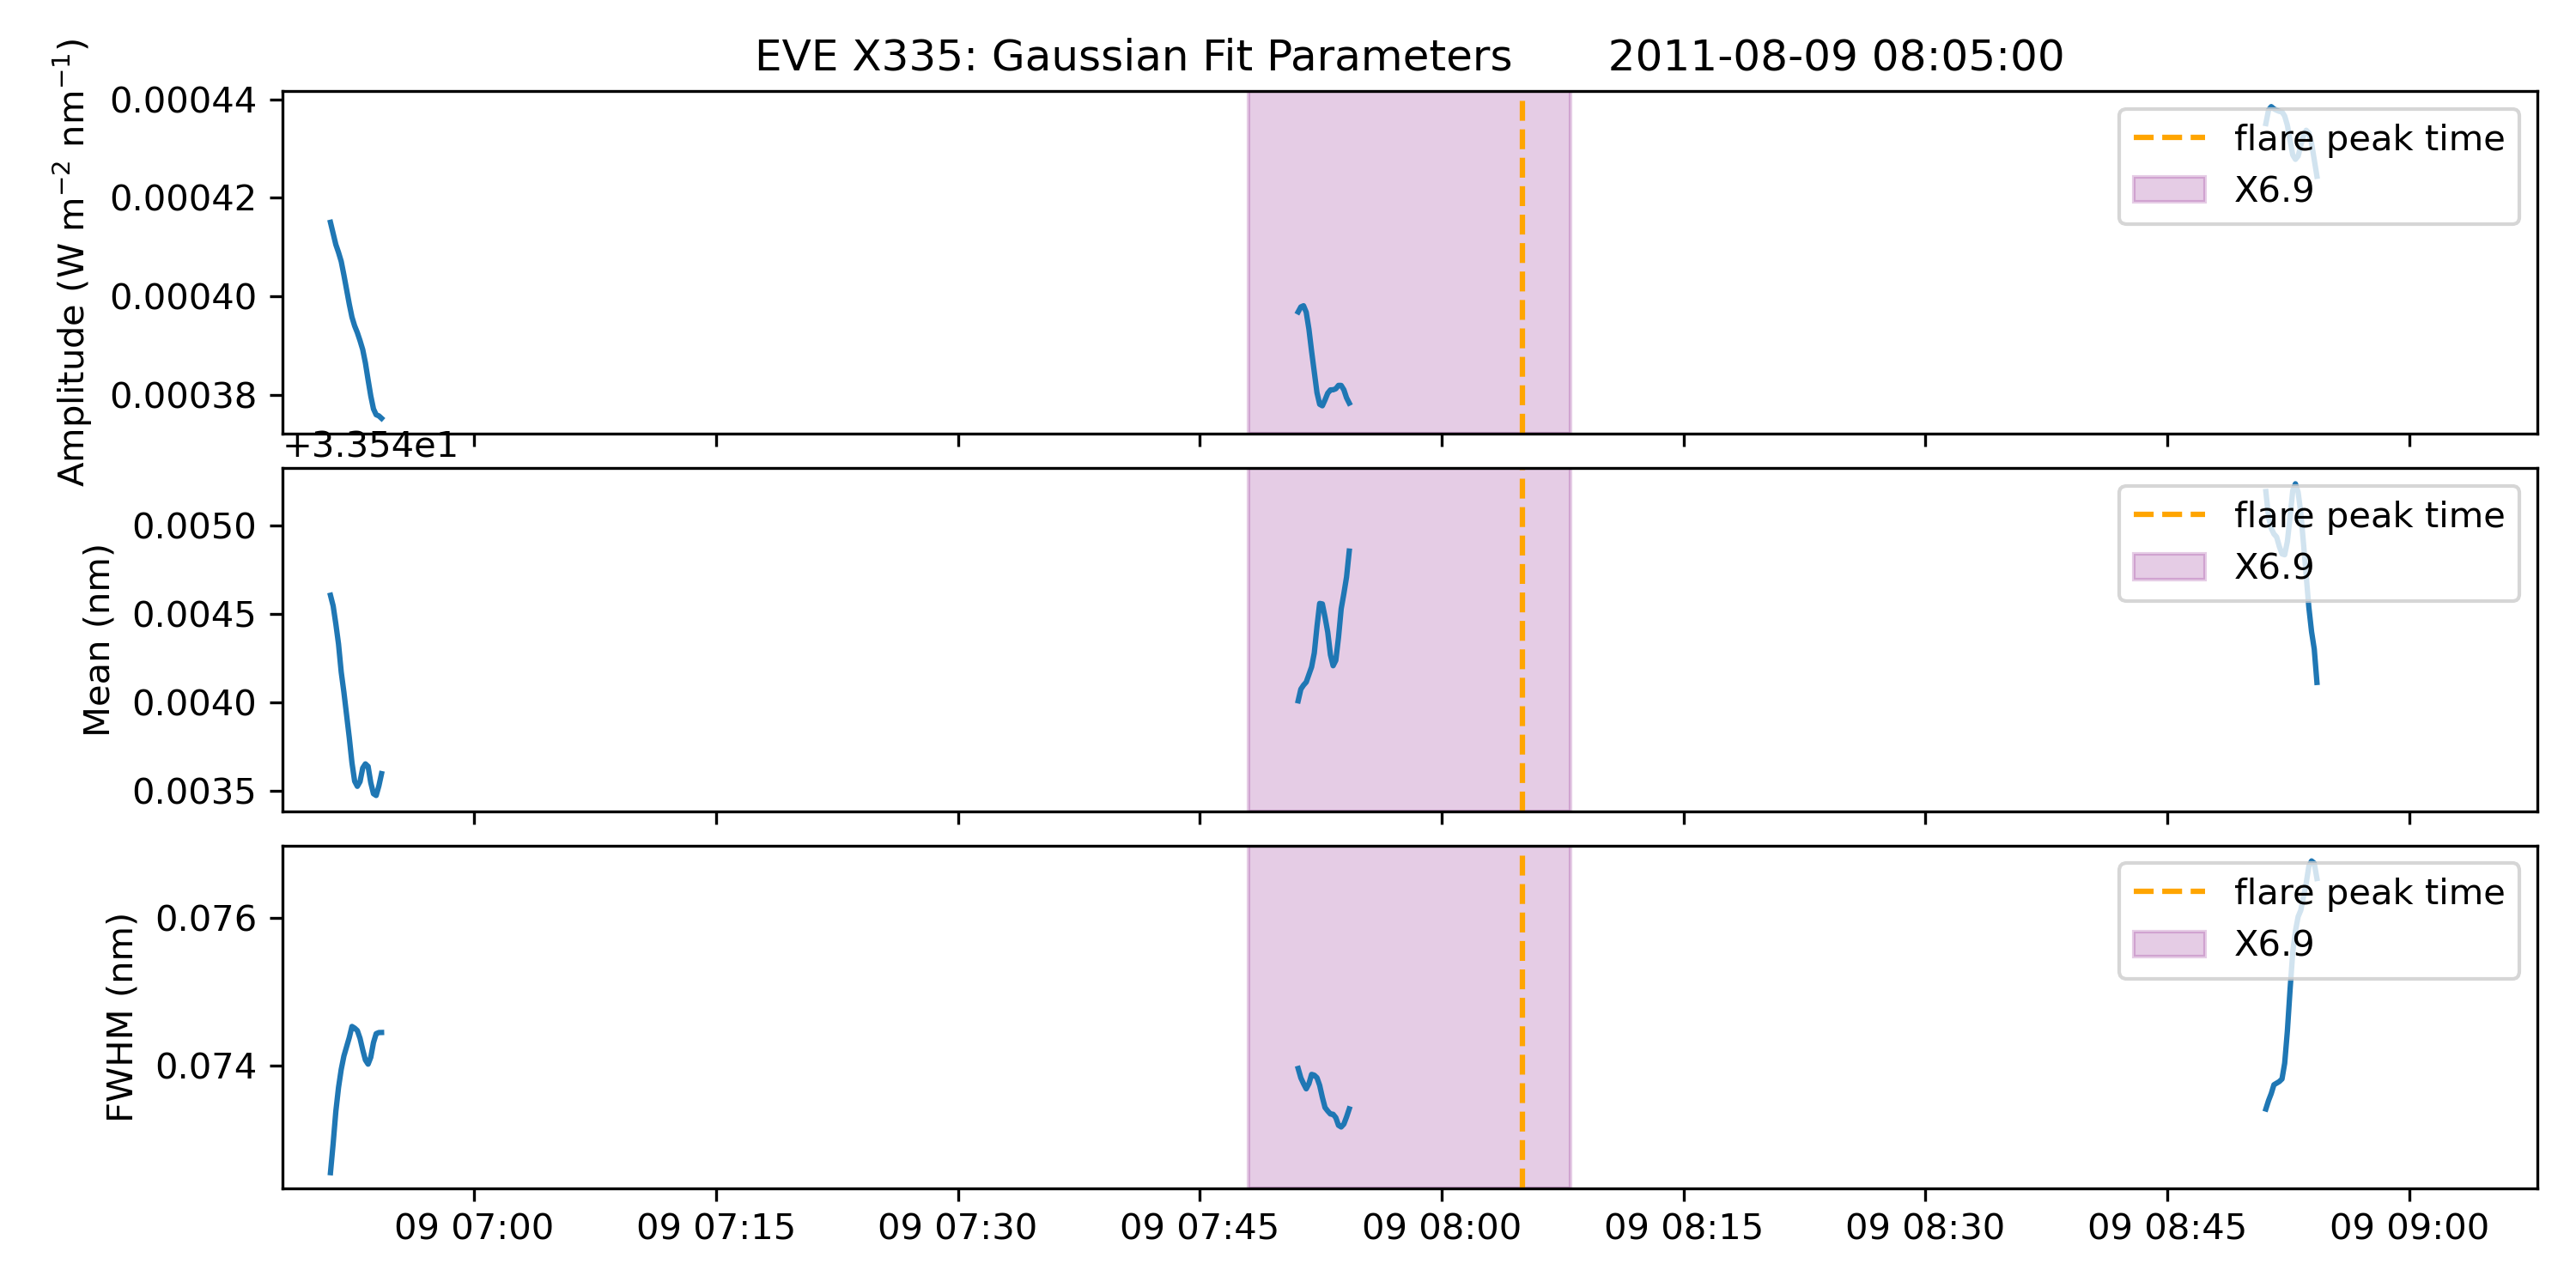 EVE X335: Gaussian Fit Parameters 2011-08-09 08:05:00
Amplitude (W m⁻² nm⁻¹)
0.00044
0.00042
0.00040
0.00038
flare peak time
X6.9
+3.354e1
Mean (nm)
0.0050
0.0045
0.0040
0.0035
flare peak time
X6.9
FWHM (nm)
0.076
0.074
flare peak time
X6.9
09 07:00 09 07:15 09 07:30 09 07:45 09 08:00 09 08:15 09 08:30 09 08:45 09 09:00